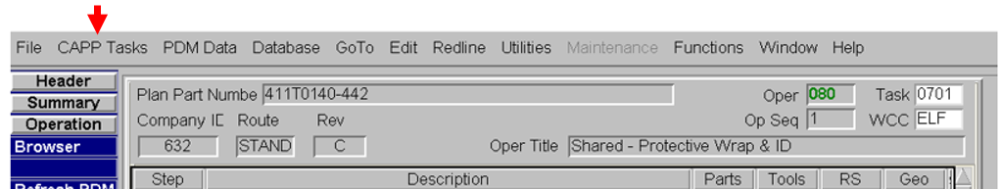 File CAPP Tasks PDM Data Database GoTo Edit Redline Utilities Maintenance Functions Window Help
Header
Summary
Operation
Browser
Refresh PDM
Plan Part Numbe 411T0140-442 Oper 080 Task 0701
Company IE Route Rev Op Seq 1 WCC ELF
632 STAND C Oper Title Shared - Protective Wrap & ID
Step Description Parts Tools RS Geo